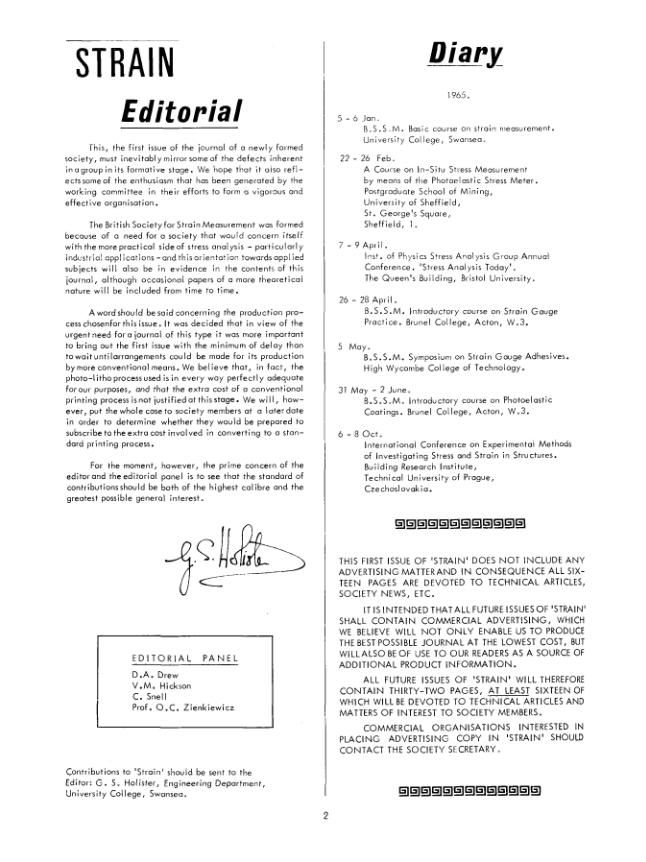 STRAIN
Editorial
This, the first issue of the journal of a newly formed
society, must inevitably mirror some of the defects inherent
in a group in its formative stage. We hope that it also refl-
ects some of the enthusiasm that has been generated by the
working committee in their efforts to form a vigorous and
effective organisation.
The British Society for Strain Measurement was formed
because of a need for a society that would concern itself
with the more practical side of stress analysis - particularly
industrial applications - and this orientation towards applied
subjects will also be in evidence in the contents of this
journal, although occasional papers of a more theoretical
nature will be included from time to time.
A word should be said concerning the production pro-
cess chosen for this issue. It was decided that in view of the
urgent need for a journal of this type it was more important
to bring out the first issue with the minimum of delay than
to wait until arrangements could be made for its production
by more conventional means. We believe that, in fact, the
photo-litho process used is in every way perfectly adequate
for our purposes, and that the extra cost of a conventional
printing process is not justified at this stage. We will, how-
ever, put the whole case to society members at a later date
in order to determine whether they would be prepared to
subscribe to the extra cost involved in converting to a stan-
dard printing process.
For the moment, however, the prime concern of the
editor and the editorial panel is to see that the standard of
contributions should be both of the highest calibre and the
greatest possible general interest.
G.S. Holister
EDITORIAL PANEL
D.A. Drew
V.M. Hickson
C. Snell
Prof. O.C. Zienkiewicz
Contributions to 'Strain' should be sent to the
Editor: G. S. Holister, Engineering Department,
University College, Swansea.
Diary
1965.
5 - 6 Jan.
B.S.S.M. Basic course on strain measurement.
University College, Swansea.
22 - 26 Feb.
A Course on In-Situ Stress Measurement
by means of the Photoelastic Stress Meter.
Postgraduate School of Mining,
University of Sheffield,
St. George's Square,
Sheffield, 1.
7 - 9 April.
Inst. of Physics Stress Analysis Group Annual
Conference. 'Stress Analysis Today'.
The Queen's Building, Bristol University.
26 - 28 April.
B.S.S.M. Introductory course on Strain Gauge
Practice. Brunel College, Acton, W.3.
5 May.
B.S.S.M. Symposium on Strain Gauge Adhesives.
High Wycombe College of Technology.
31 May - 2 June.
B.S.S.M. Introductory course on Photoelastic
Coatings. Brunel College, Acton, W.3.
6 - 8 Oct.
International Conference on Experimental Methods
of Investigating Stress and Strain in Structures.
Building Research Institute,
Technical University of Prague,
Czechoslovakia.
THIS FIRST ISSUE OF 'STRAIN' DOES NOT INCLUDE ANY
ADVERTISING MATTER AND IN CONSEQUENCE ALL SIX-
TEEN PAGES ARE DEVOTED TO TECHNICAL ARTICLES,
SOCIETY NEWS, ETC.
IT IS INTENDED THAT ALL FUTURE ISSUES OF 'STRAIN'
SHALL CONTAIN COMMERCIAL ADVERTISING, WHICH
WE BELIEVE WILL NOT ONLY ENABLE US TO PRODUCE
THE BEST POSSIBLE JOURNAL AT THE LOWEST COST, BUT
WILL ALSO BE OF USE TO OUR READERS AS A SOURCE OF
ADDITIONAL PRODUCT INFORMATION.
ALL FUTURE ISSUES OF 'STRAIN' WILL THEREFORE
CONTAIN THIRTY-TWO PAGES, AT LEAST SIXTEEN OF
WHICH WILL BE DEVOTED TO TECHNICAL ARTICLES AND
MATTERS OF INTEREST TO SOCIETY MEMBERS.
COMMERCIAL ORGANISATIONS INTERESTED IN
PLACING ADVERTISING COPY IN 'STRAIN' SHOULD
CONTACT THE SOCIETY SECRETARY.
2